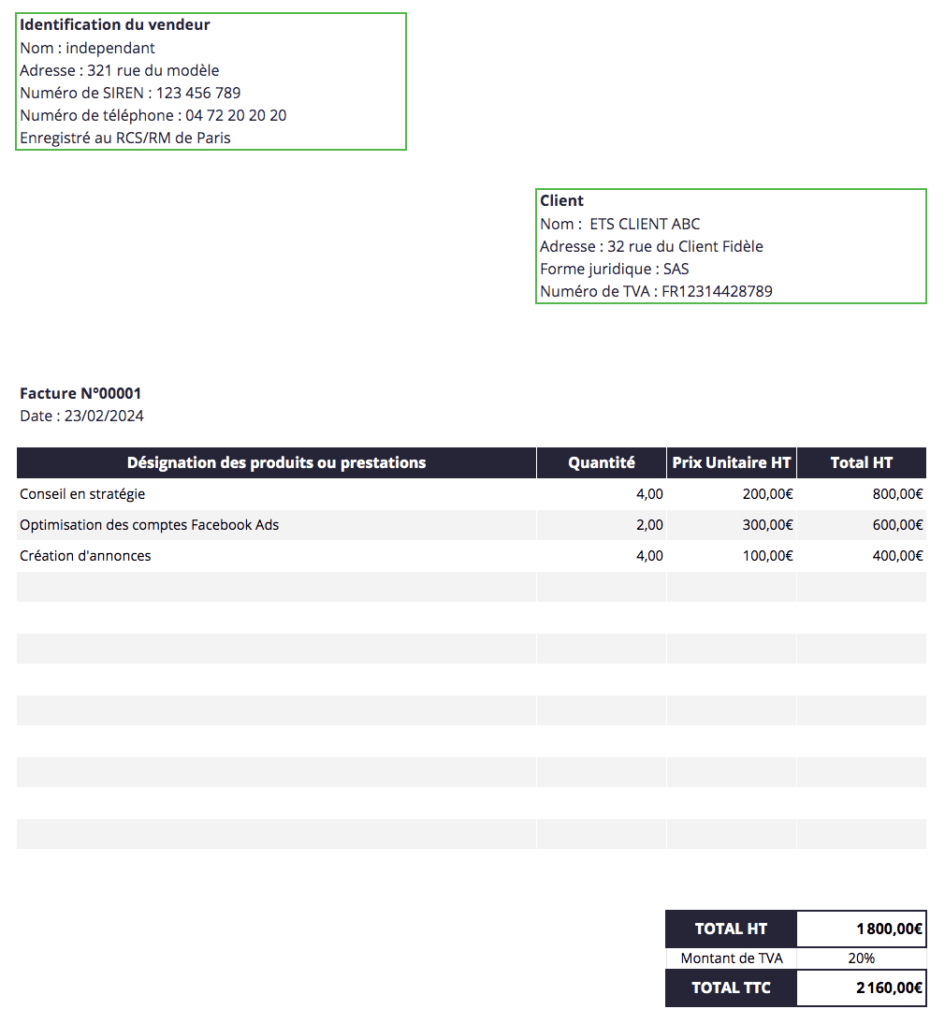 Identification du vendeur
Nom : independant
Adresse : 321 rue du modèle
Numéro de SIREN : 123 456 789
Numéro de téléphone : 04 72 20 20 20
Enregistré au RCS/RM de Paris
Client
Nom :  ETS CLIENT ABC
Adresse : 32 rue du Client Fidèle
Forme juridique : SAS
Numéro de TVA : FR12314428789
Facture N°00001
Date : 23/02/2024
Désignation des produits ou prestations Quantité Prix Unitaire HT Total HT
Conseil en stratégie 4,00 200,00€ 800,00€
Optimisation des comptes Facebook Ads 2,00 300,00€ 600,00€
Création d'annonces 4,00 100,00€ 400,00€
TOTAL HT 1 800,00€
Montant de TVA 20%
TOTAL TTC 2 160,00€